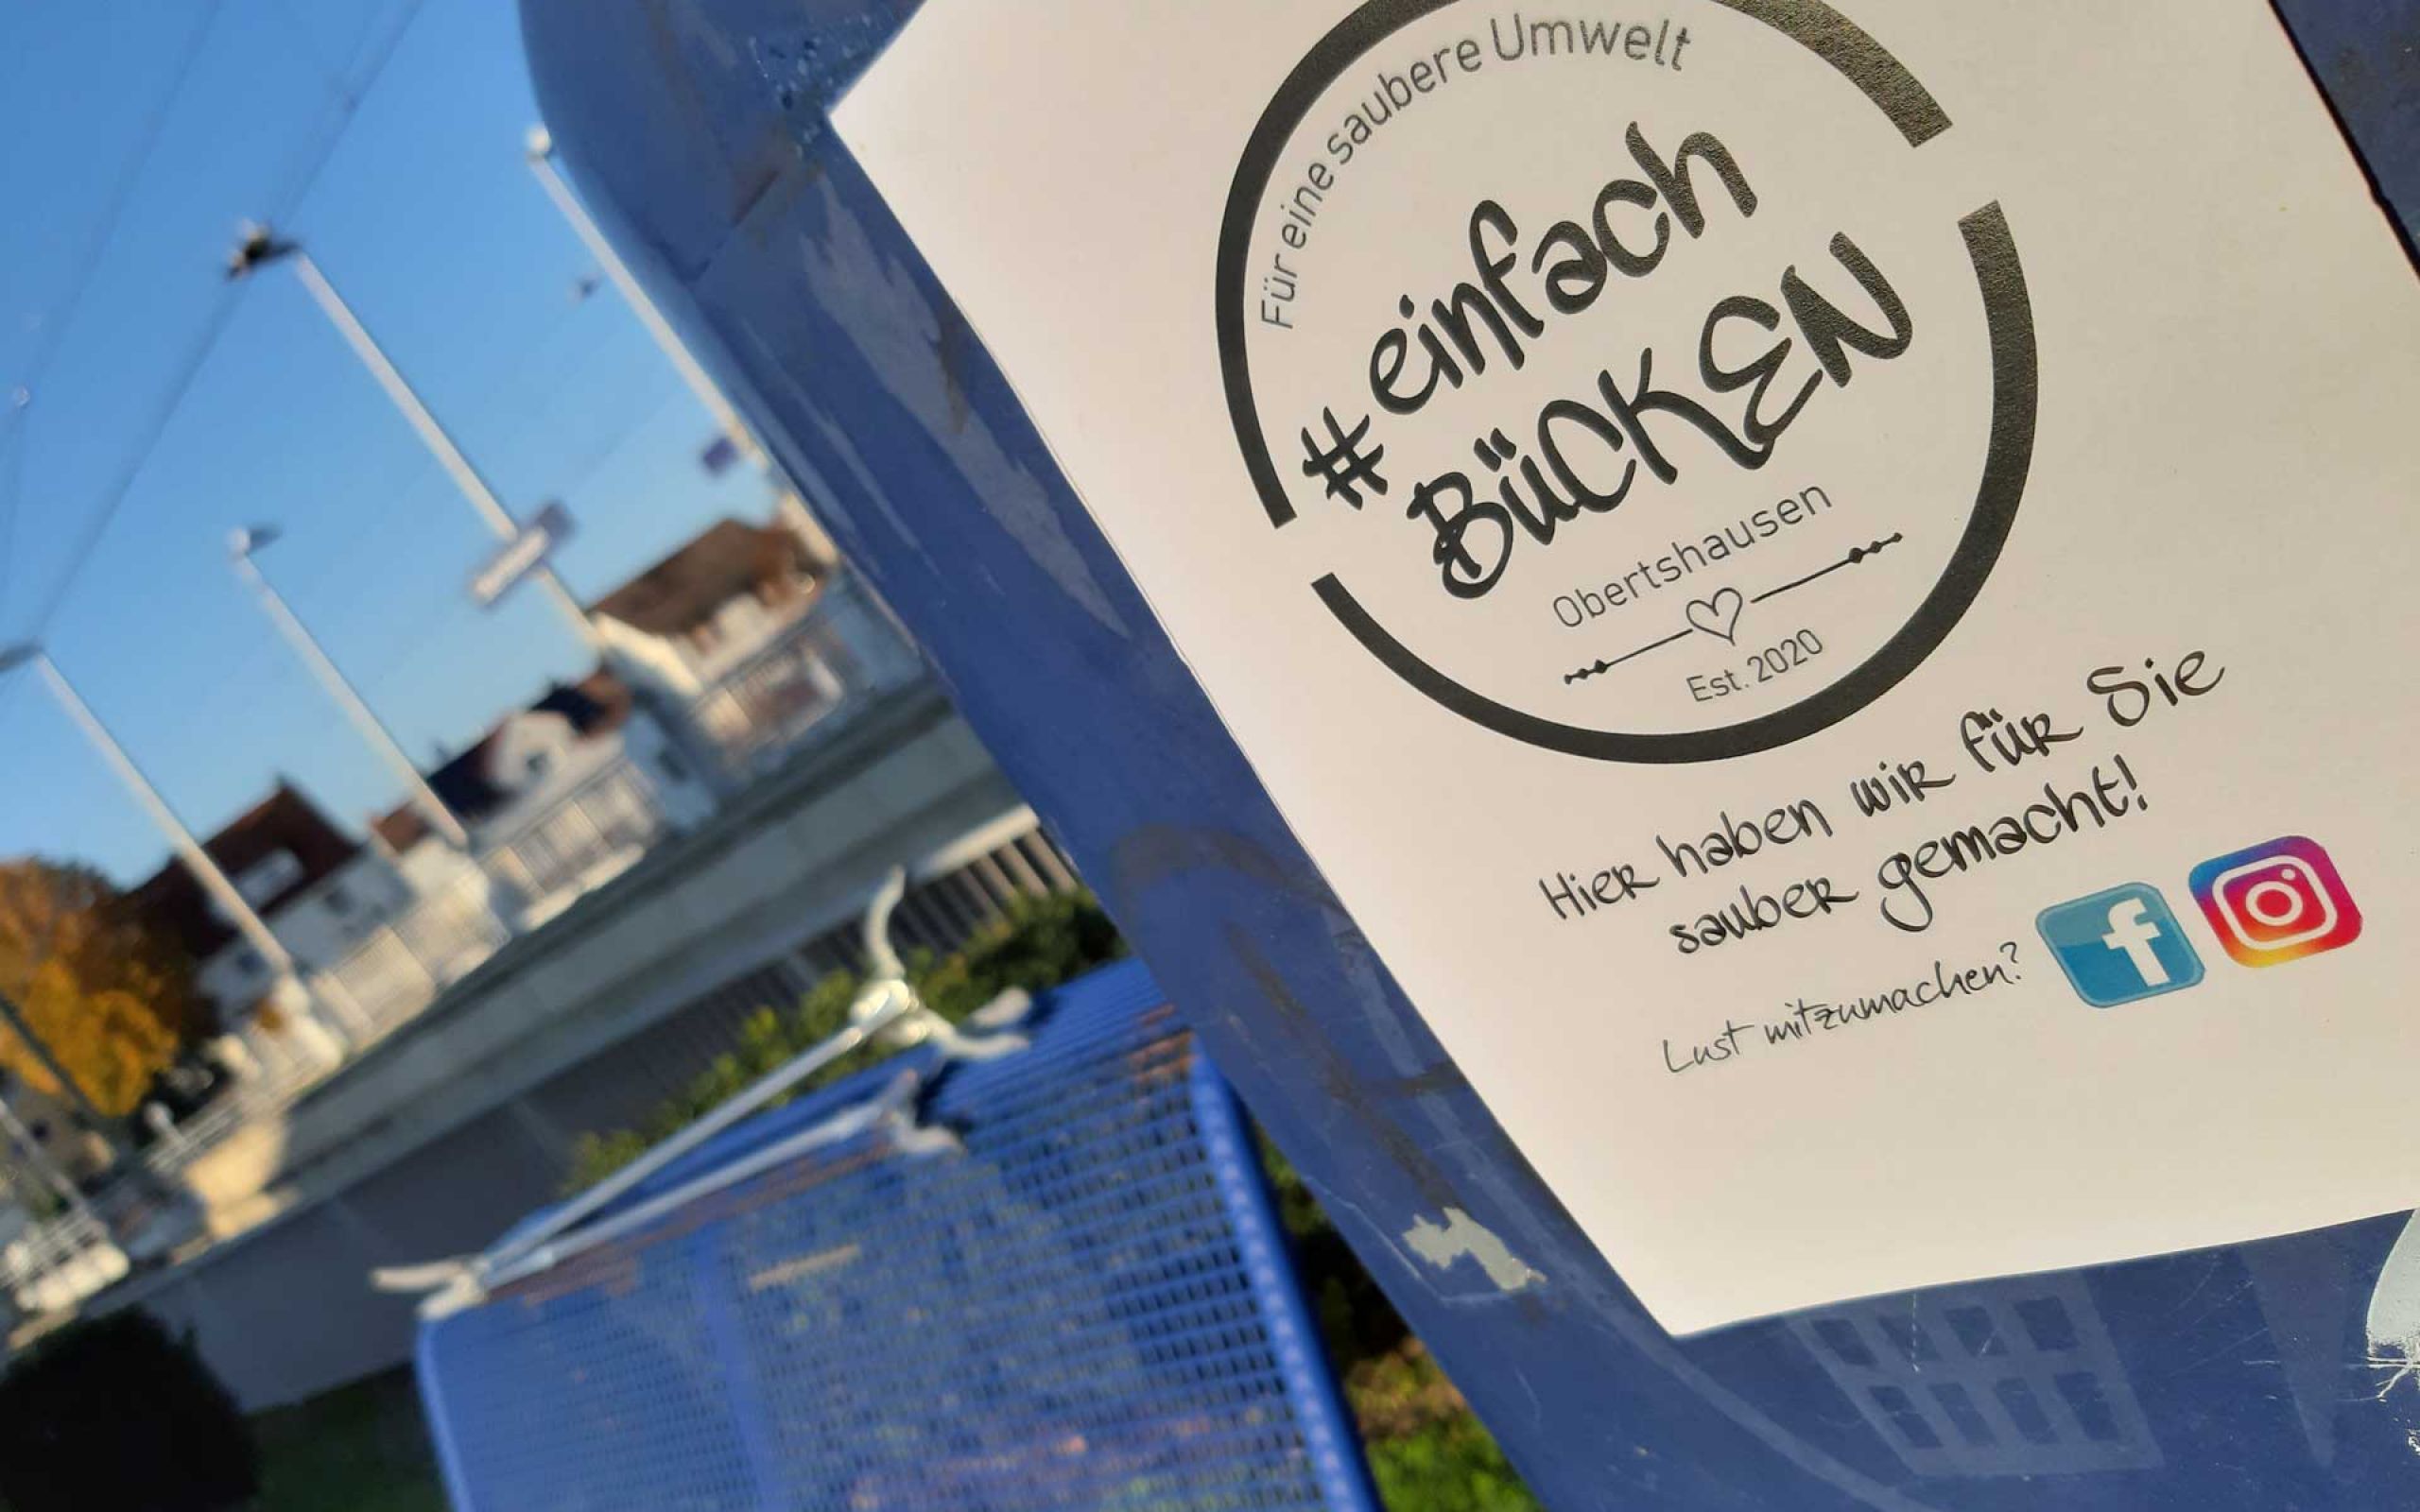 Für eine saubere Umwelt
#einfach
BÜCKEN
Obertshausen
Est. 2020
Hier haben wir für Sie
sauber gemacht!
Lust mitzumachen?